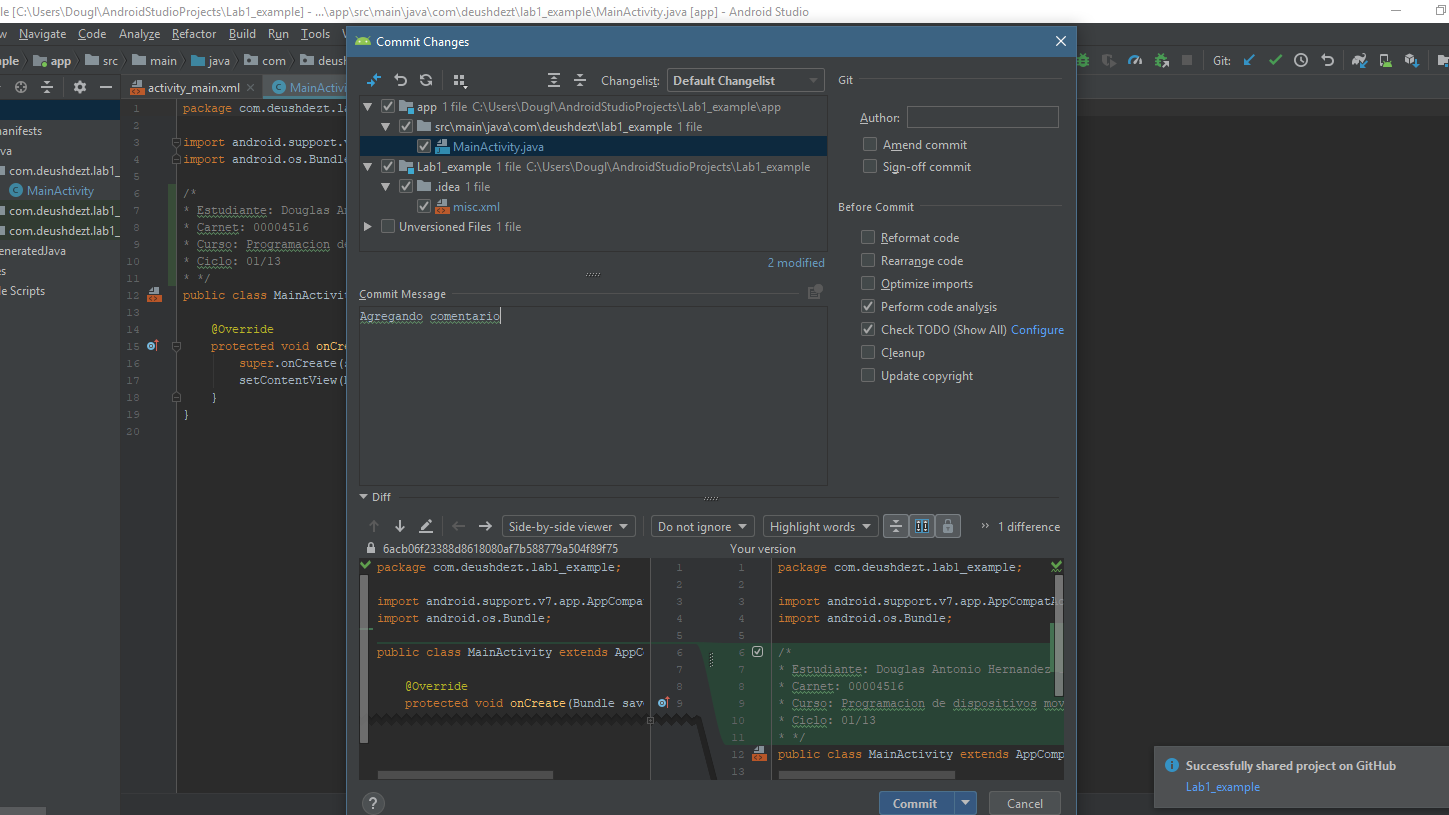 le [C:\Users\Dougl\AndroidStudioProjects\Lab1_example] - ...\app\src\main\java\com\deushdezt\lab1_example\MainActivity.java [app] - Android Studio
w Navigate Code Analyze Refactor Build Run Tools
ple app src main java com deush
Git:
activity_main.xml MainActivi
anifests
va
com.deushdezt.lab1_
MainActivity
com.deushdezt.lab1_
com.deushdezt.lab1_
eneratedJava
es
le Scripts
1 package com.deushdezt.la
2
3 import android.support.v
4 import android.os.Bundle
5
6 /*
7 * Estudiante: Douglas An
8 * Carnet: 00004516
9 * Curso: Programacion de
10 * Ciclo: 01/13
11 * */
12 public class MainActivit
13
14 @Override
15 protected void onCre
16 super.onCreate(s
17 setContentView(R
18 }
19 }
20
Commit Changes
Changelist: Default Changelist
app 1 file C:\Users\Dougl\AndroidStudioProjects\Lab1_example\app
src\main\java\com\deushdezt\lab1_example 1 file
MainActivity.java
Lab1_example 1 file C:\Users\Dougl\AndroidStudioProjects\Lab1_example
.idea 1 file
misc.xml
Unversioned Files 1 file
2 modified
Commit Message
Agregando comentario
Git
Author:
Amend commit
Sign-off commit
Before Commit
Reformat code
Rearrange code
Optimize imports
Perform code analysis
Check TODO (Show All) Configure
Cleanup
Update copyright
Diff
Side-by-side viewer Do not ignore Highlight words 1 difference
6acb06f23388d8618080af7b588779a504f89f75
Your version
package com.deushdezt.lab1_example; 1
2
import android.support.v7.app.AppCompa 3
import android.os.Bundle; 4
5
public class MainActivity extends AppC 6
7
@Override 8
protected void onCreate(Bundle sav 9
1 package com.deushdezt.lab1_example;
2
3 import android.support.v7.app.AppCompatAc
4 import android.os.Bundle;
5
6 /*
7 * Estudiante: Douglas Antonio Hernandez
8 * Carnet: 00004516
9 * Curso: Programacion de dispositivos mov
10 * Ciclo: 01/13
11 * */
12 public class MainActivity extends AppComp
13
? Commit Cancel
Successfully shared project on GitHub
Lab1_example